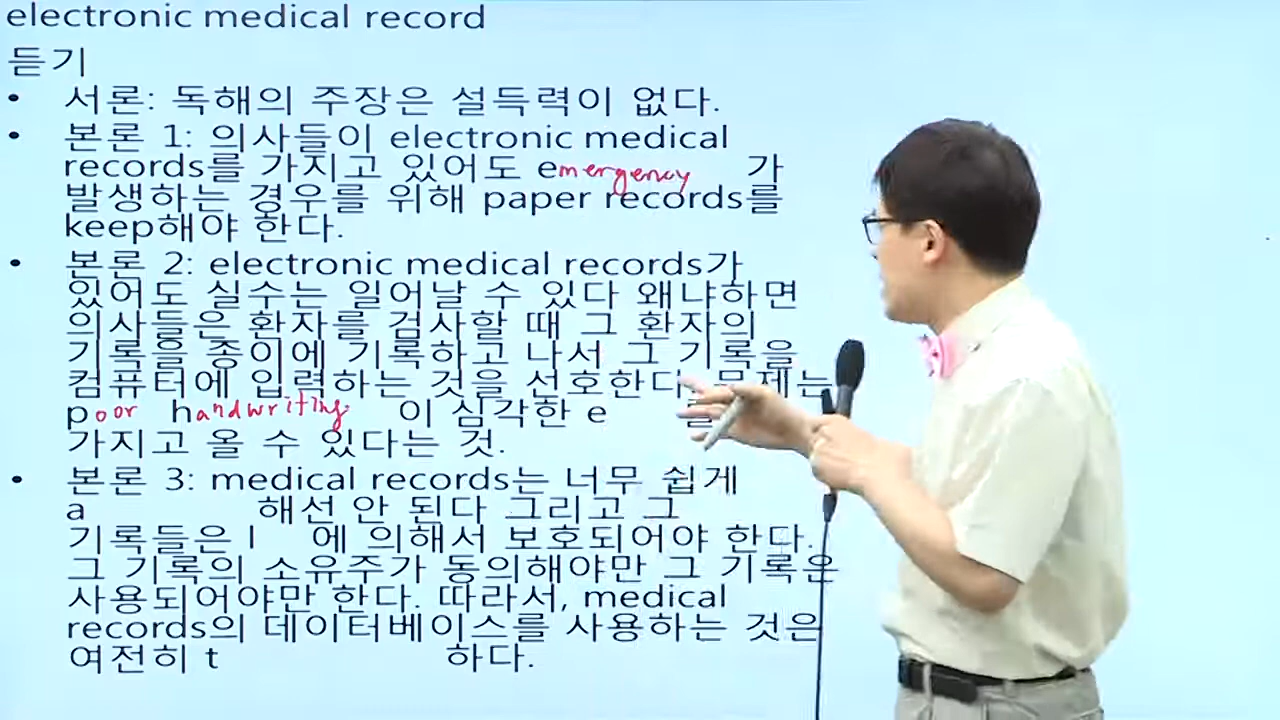 electronic medical record
듣기
• 서론: 독해의 주장은 설득력이 없다.
• 본론 1: 의사들이 electronic medical
records를 가지고 있어도 emergency 가
발생하는 경우를 위해 paper records를
keep해야 한다.
• 본론 2: electronic medical records가
있어도 실수는 일어날 수 있다 왜냐하면
의사들은 환자를 검사할 때 그 환자의
기록을 종이에 기록하고 나서 그 기록을
컴퓨터에 입력하는 것을 선호한다. 문제는
poor handwriting 이 심각한 e 를
가지고 올 수 있다는 것.
• 본론 3: medical records는 너무 쉽게
a 해선 안 된다 그리고 그
기록들은 l 에 의해서 보호되어야 한다.
그 기록의 소유주가 동의해야만 그 기록은
사용되어야만 한다. 따라서, medical
records의 데이터베이스를 사용하는 것은
여전히 t 하다.